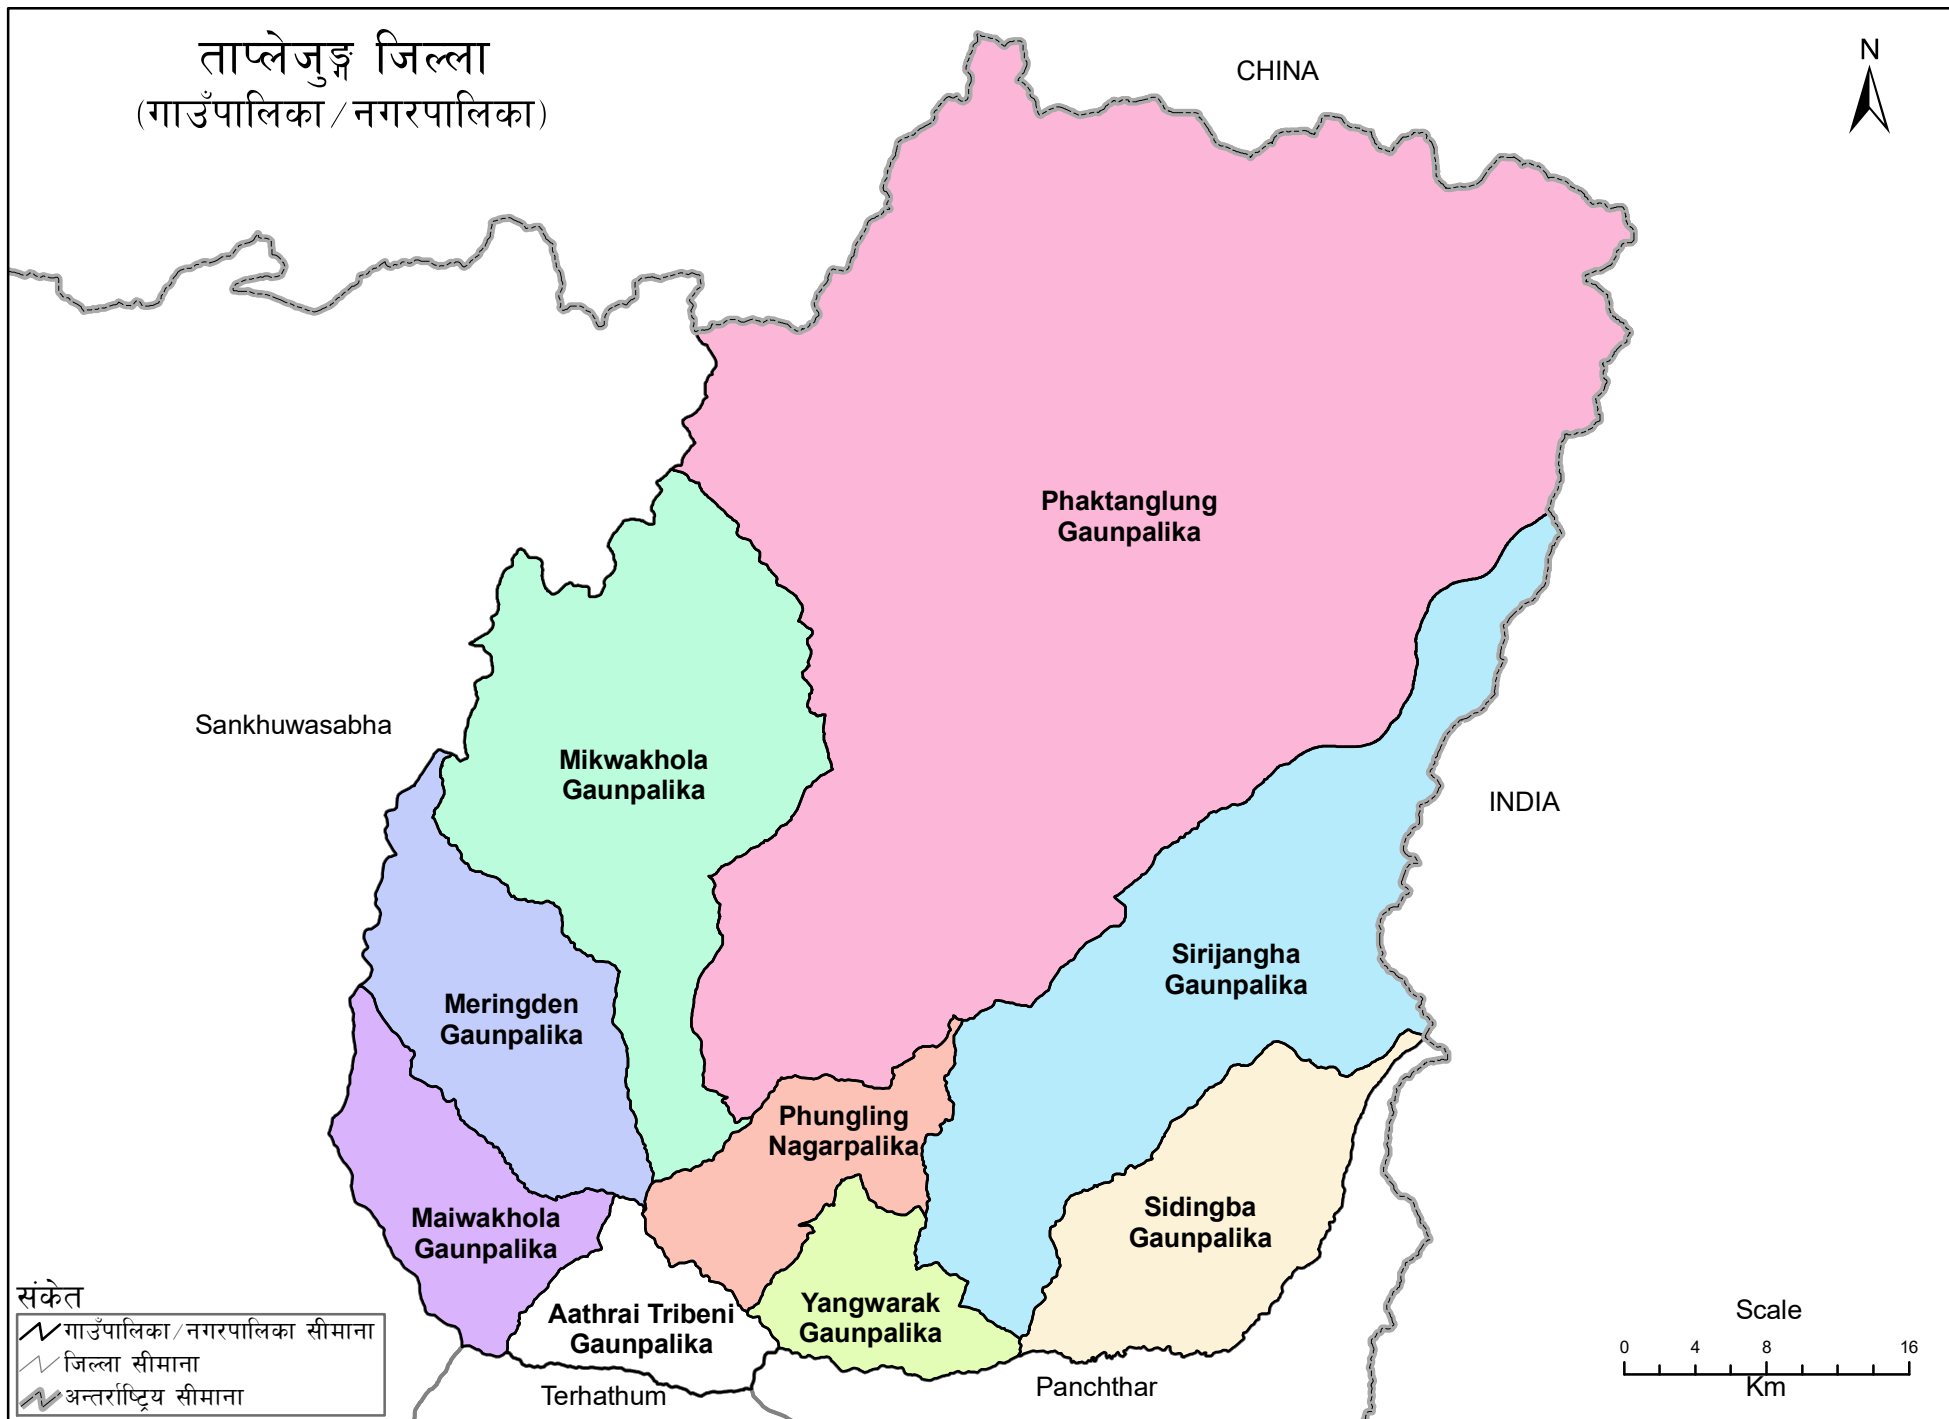 ताप्लेजुङ्ग जिल्ला
(गाउँपालिका/नगरपालिका)
CHINA
N
Phaktanglung
Gaunpalika
Sankhuwasabha
Mikwakhola
Gaunpalika
INDIA
Sirijangha
Gaunpalika
Meringden
Gaunpalika
Phungling
Nagarpalika
Maiwakhola
Gaunpalika
Sidingba
Gaunpalika
Aathrai Tribeni
Gaunpalika
Yangwarak
Gaunpalika
Terhathum
Panchthar
संकेत
गाउँपालिका/नगरपालिका सीमाना
जिल्ला सीमाना
अन्तर्राष्ट्रिय सीमाना
Scale
0 4 8 16
Km